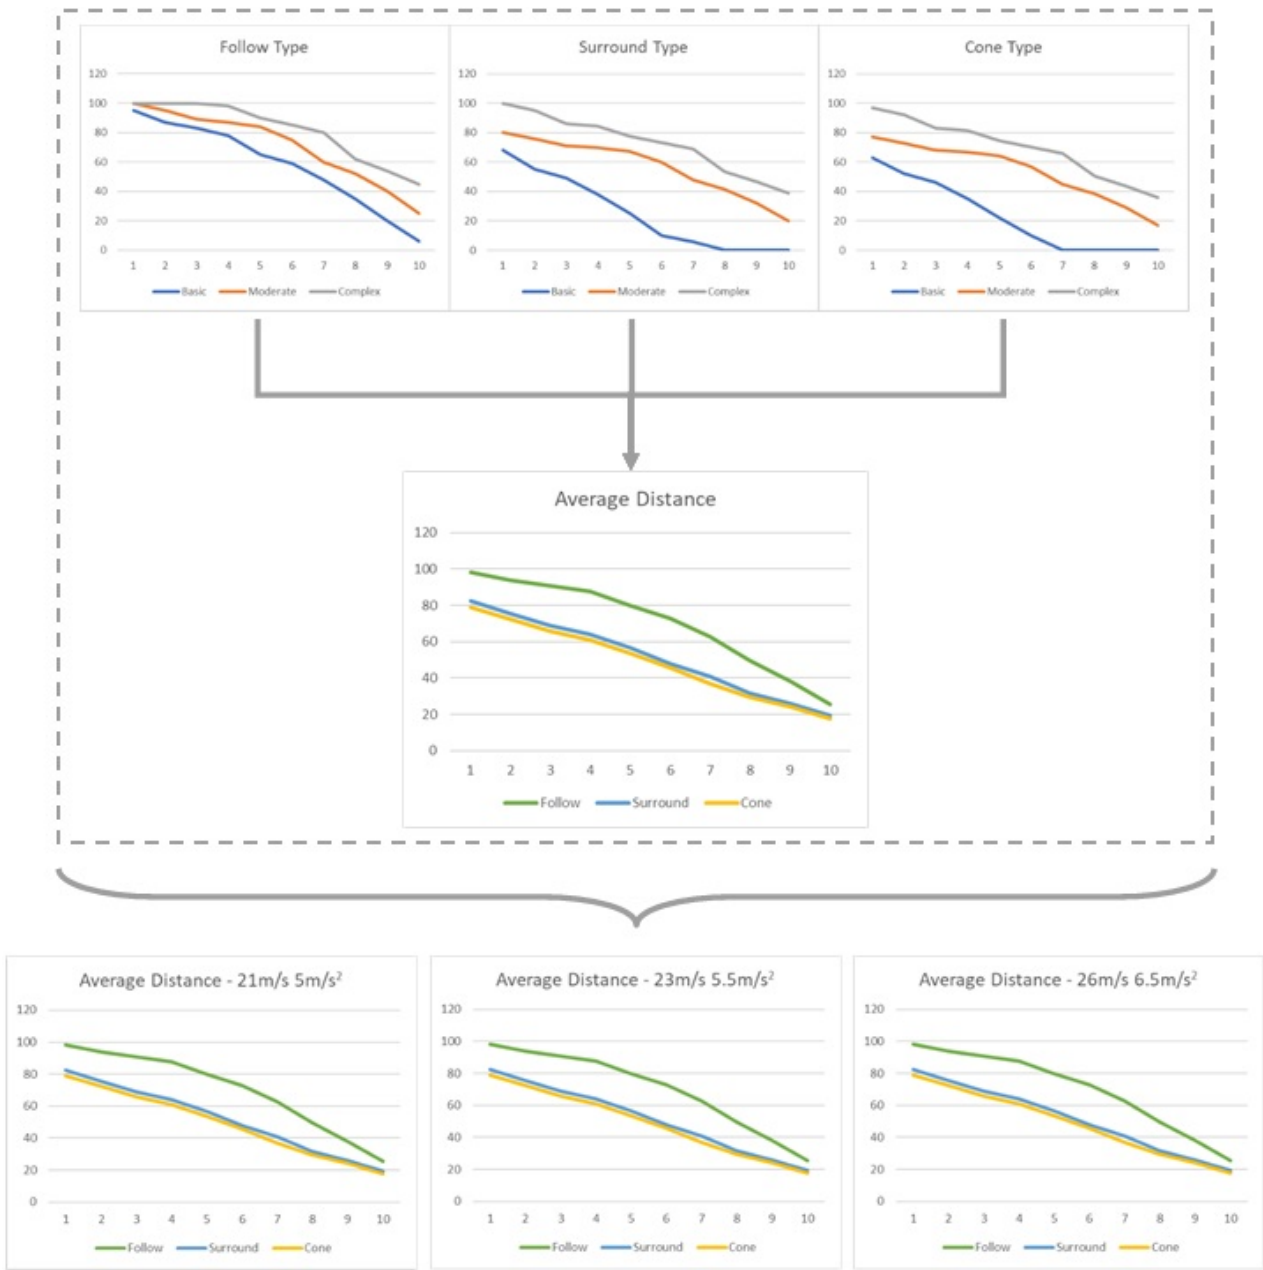 Follow Type
120
100
80
60
40
20
0
1 2 3 4 5 6 7 8 9 10
Basic Moderate Complex
Surround Type
120
100
80
60
40
20
0
1 2 3 4 5 6 7 8 9 10
Basic Moderate Complex
Cone Type
120
100
80
60
40
20
0
1 2 3 4 5 6 7 8 9 10
Basic Moderate Complex
Average Distance
120
100
80
60
40
20
0
1 2 3 4 5 6 7 8 9 10
Follow Surround Cone
Average Distance - 21m/s 5m/s²
120
100
80
60
40
20
0
1 2 3 4 5 6 7 8 9 10
Follow Surround Cone
Average Distance - 23m/s 5.5m/s²
120
100
80
60
40
20
0
1 2 3 4 5 6 7 8 9 10
Follow Surround Cone
Average Distance - 26m/s 6.5m/s²
120
100
80
60
40
20
0
1 2 3 4 5 6 7 8 9 10
Follow Surround Cone